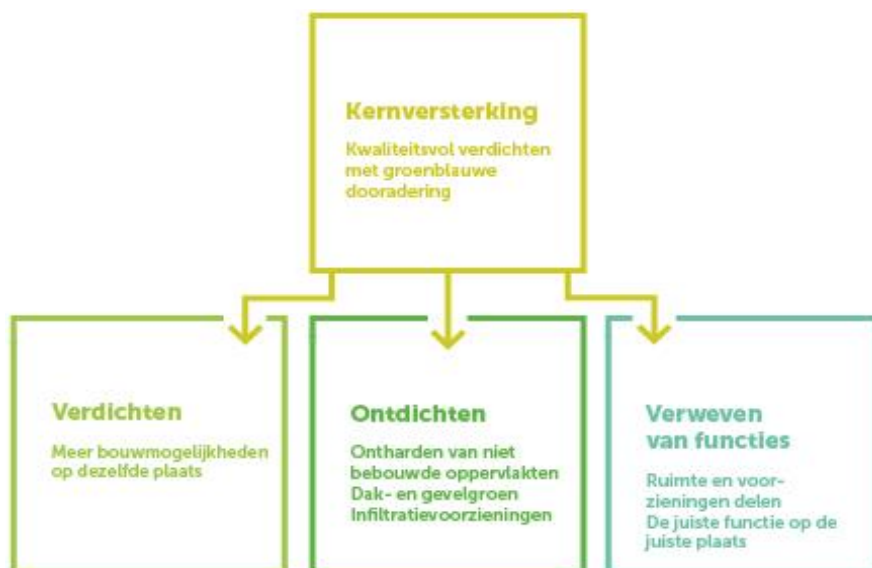 Kernversterking
Kwaliteitsvol verdichten
met groenblauwe
dooradering
Verdichten
Meer bouwmogelijkheden
op dezelfde plaats
Ontdichten
Ontharden van niet
bebouwde oppervlakten
Dak- en gevelgroen
Infiltratievoorzieningen
Verweven
van functies
Ruimte en voor-
zieningen delen
De juiste functie op de
juiste plaats